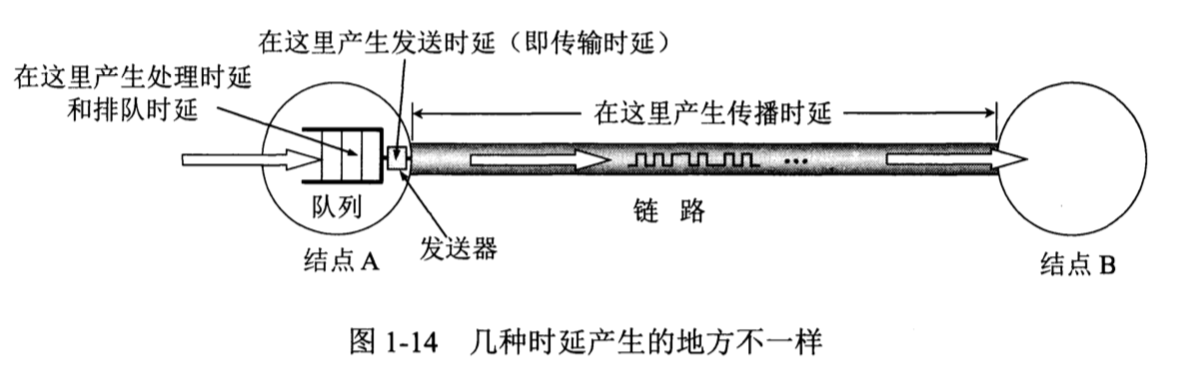 在这里产生发送时延（即传输时延）
在这里产生处理时延
和排队时延
在这里产生传播时延
队列
链 路
发送器
结点 A
结点 B
图 1-14 几种时延产生的地方不一样